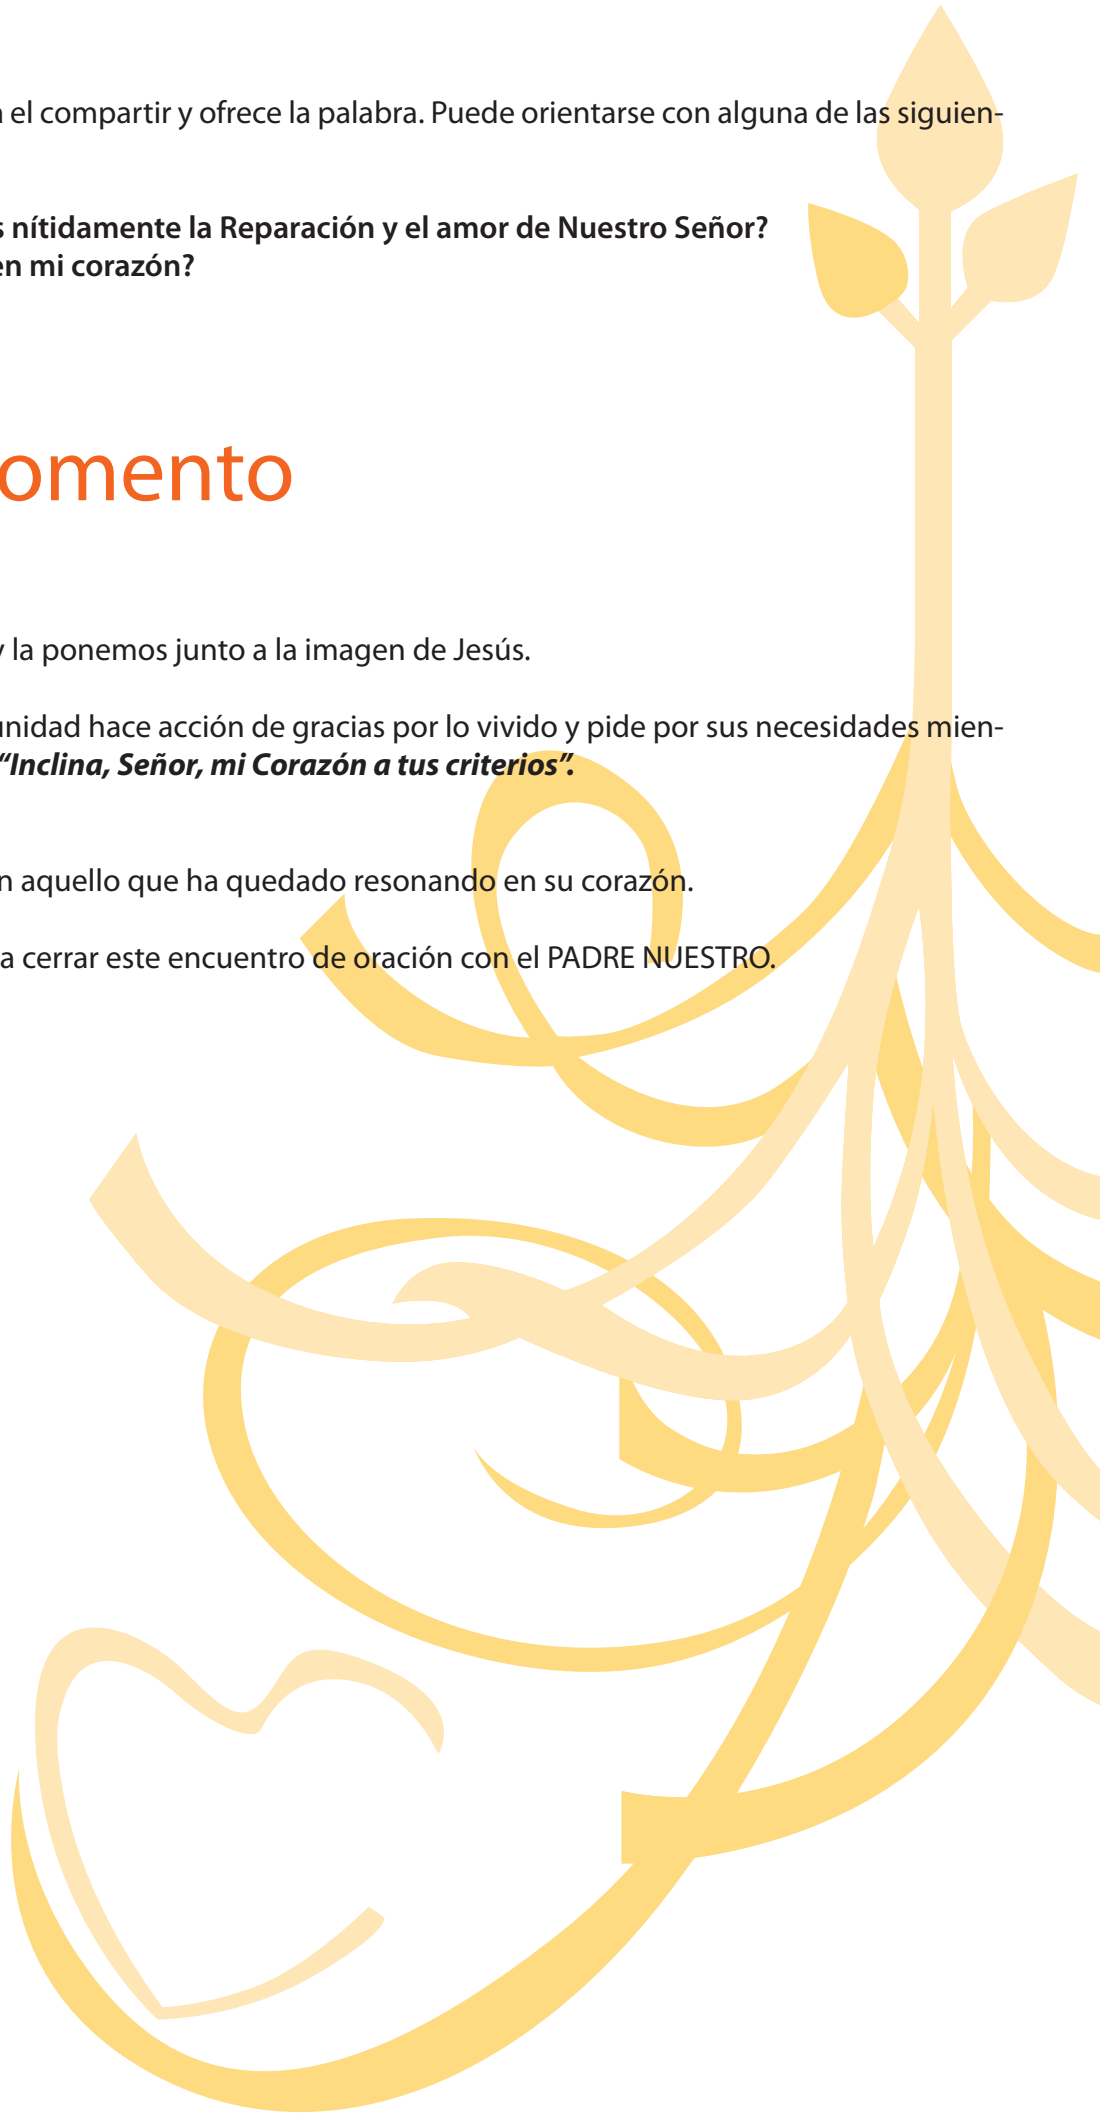 el compartir y ofrece la palabra. Puede orientarse con alguna de las siguien-
nítidamente la Reparación y el amor de Nuestro Señor?
en mi corazón?
omento
y la ponemos junto a la imagen de Jesús.
unidad hace acción de gracias por lo vivido y pide por sus necesidades mien-
“Inclina, Señor, mi Corazón a tus criterios”.
n aquello que ha quedado resonando en su corazón.
a cerrar este encuentro de oración con el PADRE NUESTRO.